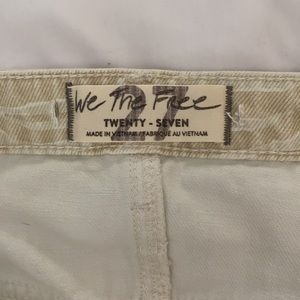 We The Free
27
TWENTY - SEVEN
MADE IN VIETNAM / FABRIQUE AU VIETNAM